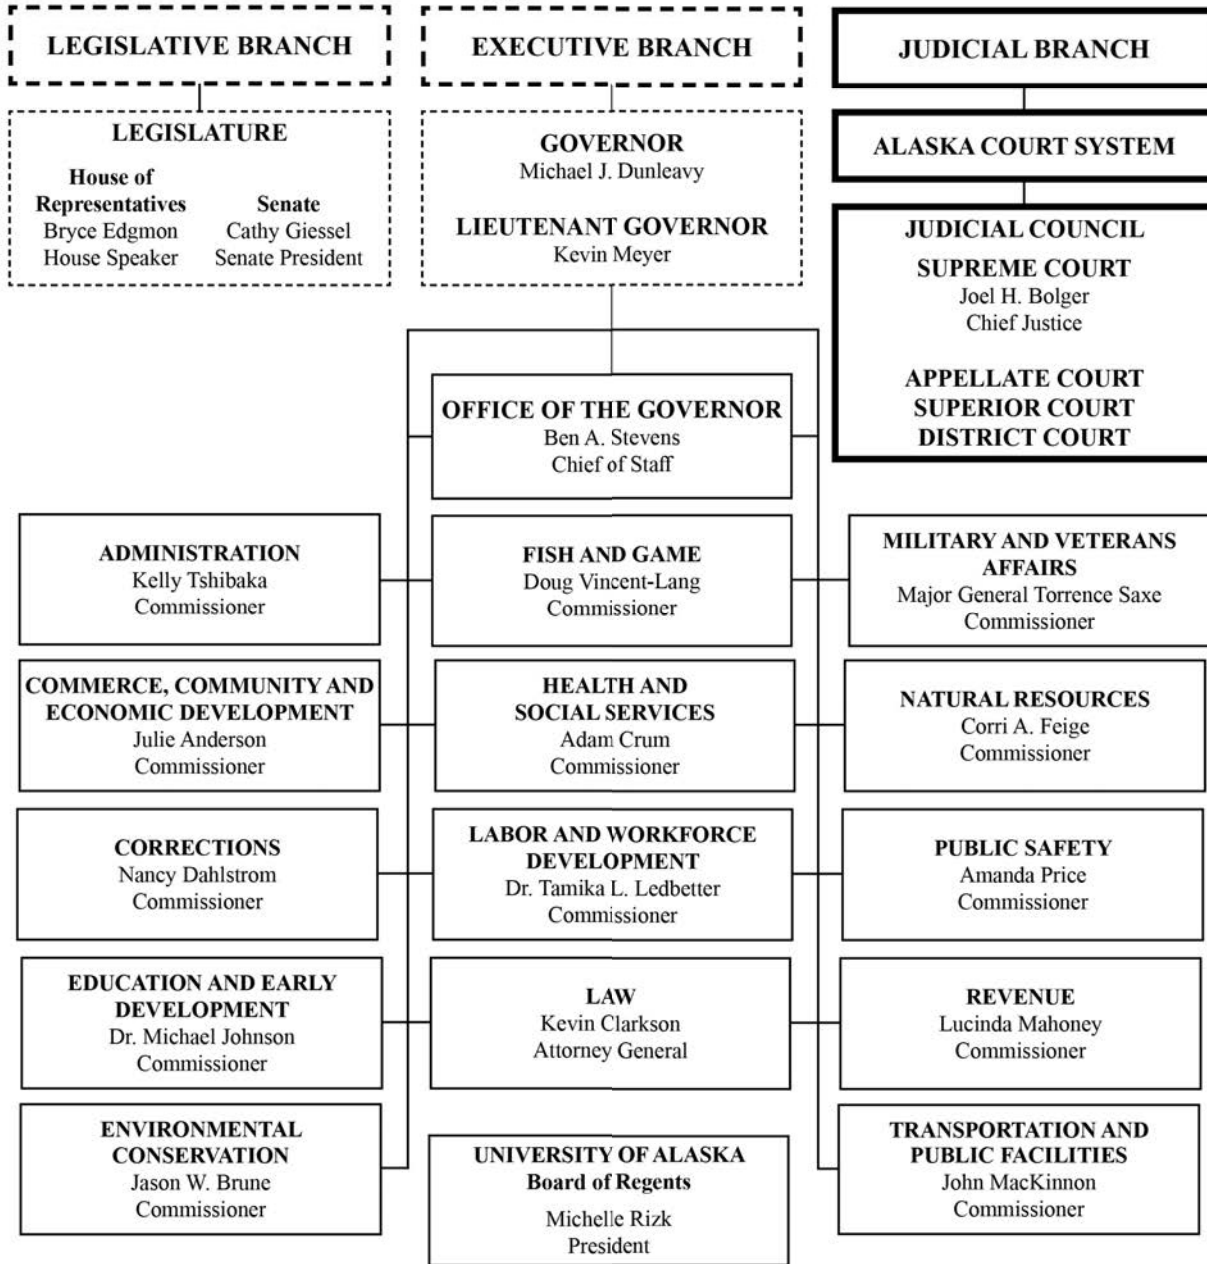 LEGISLATIVE BRANCH
LEGISLATURE
House of
Representatives
Bryce Edgmon
House Speaker
Senate
Cathy Giessel
Senate President
EXECUTIVE BRANCH
GOVERNOR
Michael J. Dunleavy
LIEUTENANT GOVERNOR
Kevin Meyer
JUDICIAL BRANCH
ALASKA COURT SYSTEM
JUDICIAL COUNCIL
SUPREME COURT
Joel H. Bolger
Chief Justice
APPELLATE COURT
SUPERIOR COURT
DISTRICT COURT
OFFICE OF THE GOVERNOR
Ben A. Stevens
Chief of Staff
ADMINISTRATION
Kelly Tshibaka
Commissioner
FISH AND GAME
Doug Vincent-Lang
Commissioner
MILITARY AND VETERANS
AFFAIRS
Major General Torrence Saxe
Commissioner
COMMERCE, COMMUNITY AND
ECONOMIC DEVELOPMENT
Julie Anderson
Commissioner
HEALTH AND
SOCIAL SERVICES
Adam Crum
Commissioner
NATURAL RESOURCES
Corri A. Feige
Commissioner
CORRECTIONS
Nancy Dahlstrom
Commissioner
LABOR AND WORKFORCE
DEVELOPMENT
Dr. Tamika L. Ledbetter
Commissioner
PUBLIC SAFETY
Amanda Price
Commissioner
EDUCATION AND EARLY
DEVELOPMENT
Dr. Michael Johnson
Commissioner
LAW
Kevin Clarkson
Attorney General
REVENUE
Lucinda Mahoney
Commissioner
ENVIRONMENTAL
CONSERVATION
Jason W. Brune
Commissioner
UNIVERSITY OF ALASKA
Board of Regents
Michelle Rizk
President
TRANSPORTATION AND
PUBLIC FACILITIES
John MacKinnon
Commissioner